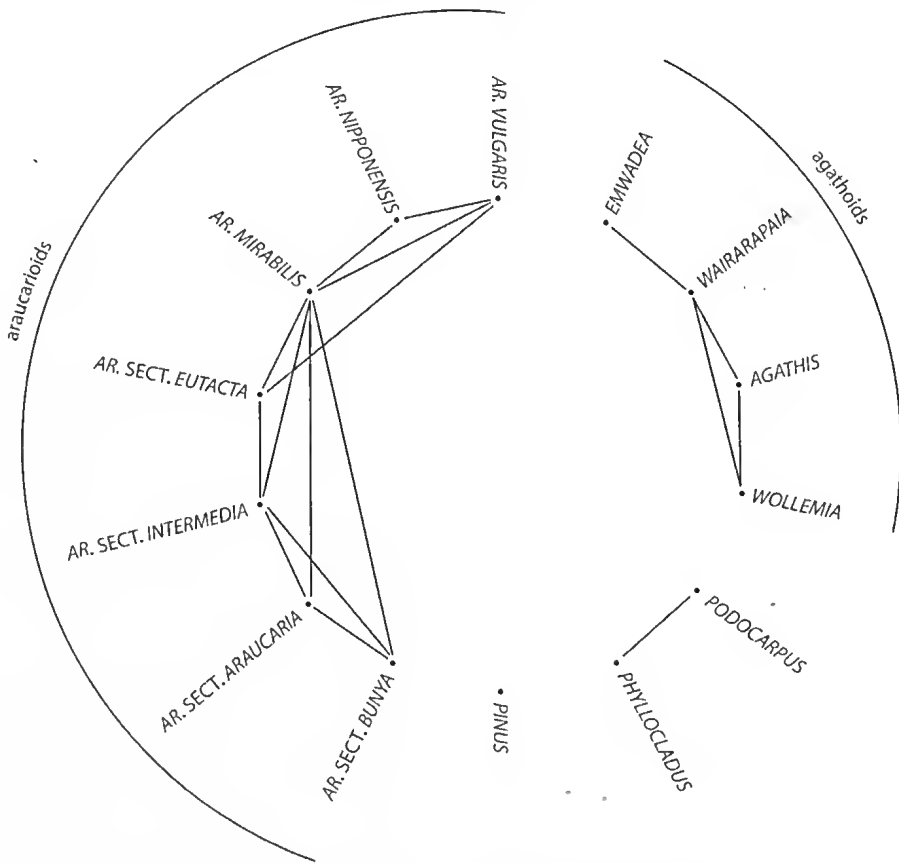 AR. VULGARIS
AR. NIPPONENSIS
EMWADEA
agathoids
AR. MIRABILIS
WAIRARAPAIA
araucarioids
AR. SECT. EUTACTA
AGATHIS
AR. SECT. INTERMEDIA
WOLLEMIA
AR. SECT. ARAUCARIA
PODOCARPUS
AR. SECT. BUNYA
PINUS
PHYLLOCLADUS